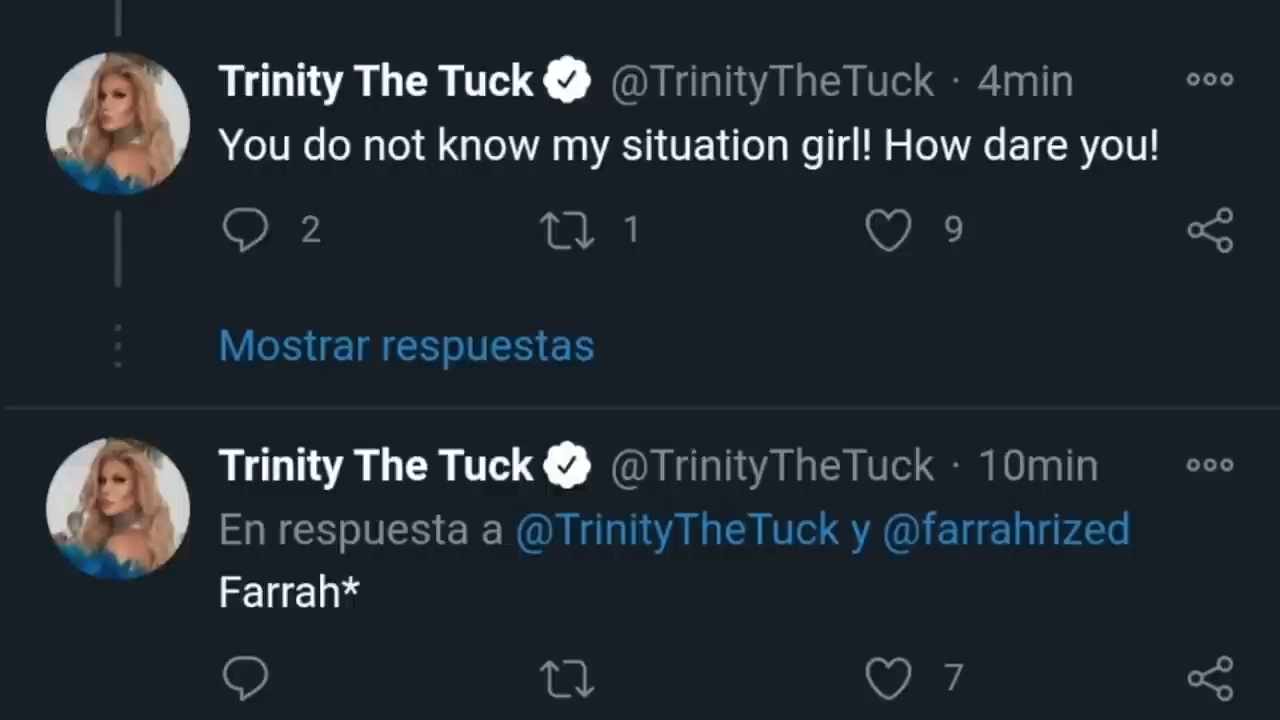 Trinity The Tuck @TrinityTheTuck · 4min
You do not know my situation girl! How dare you!
2 1 9
Mostrar respuestas
Trinity The Tuck @TrinityTheTuck · 10min
En respuesta a @TrinityTheTuck y @farrahrized
Farrah*
7